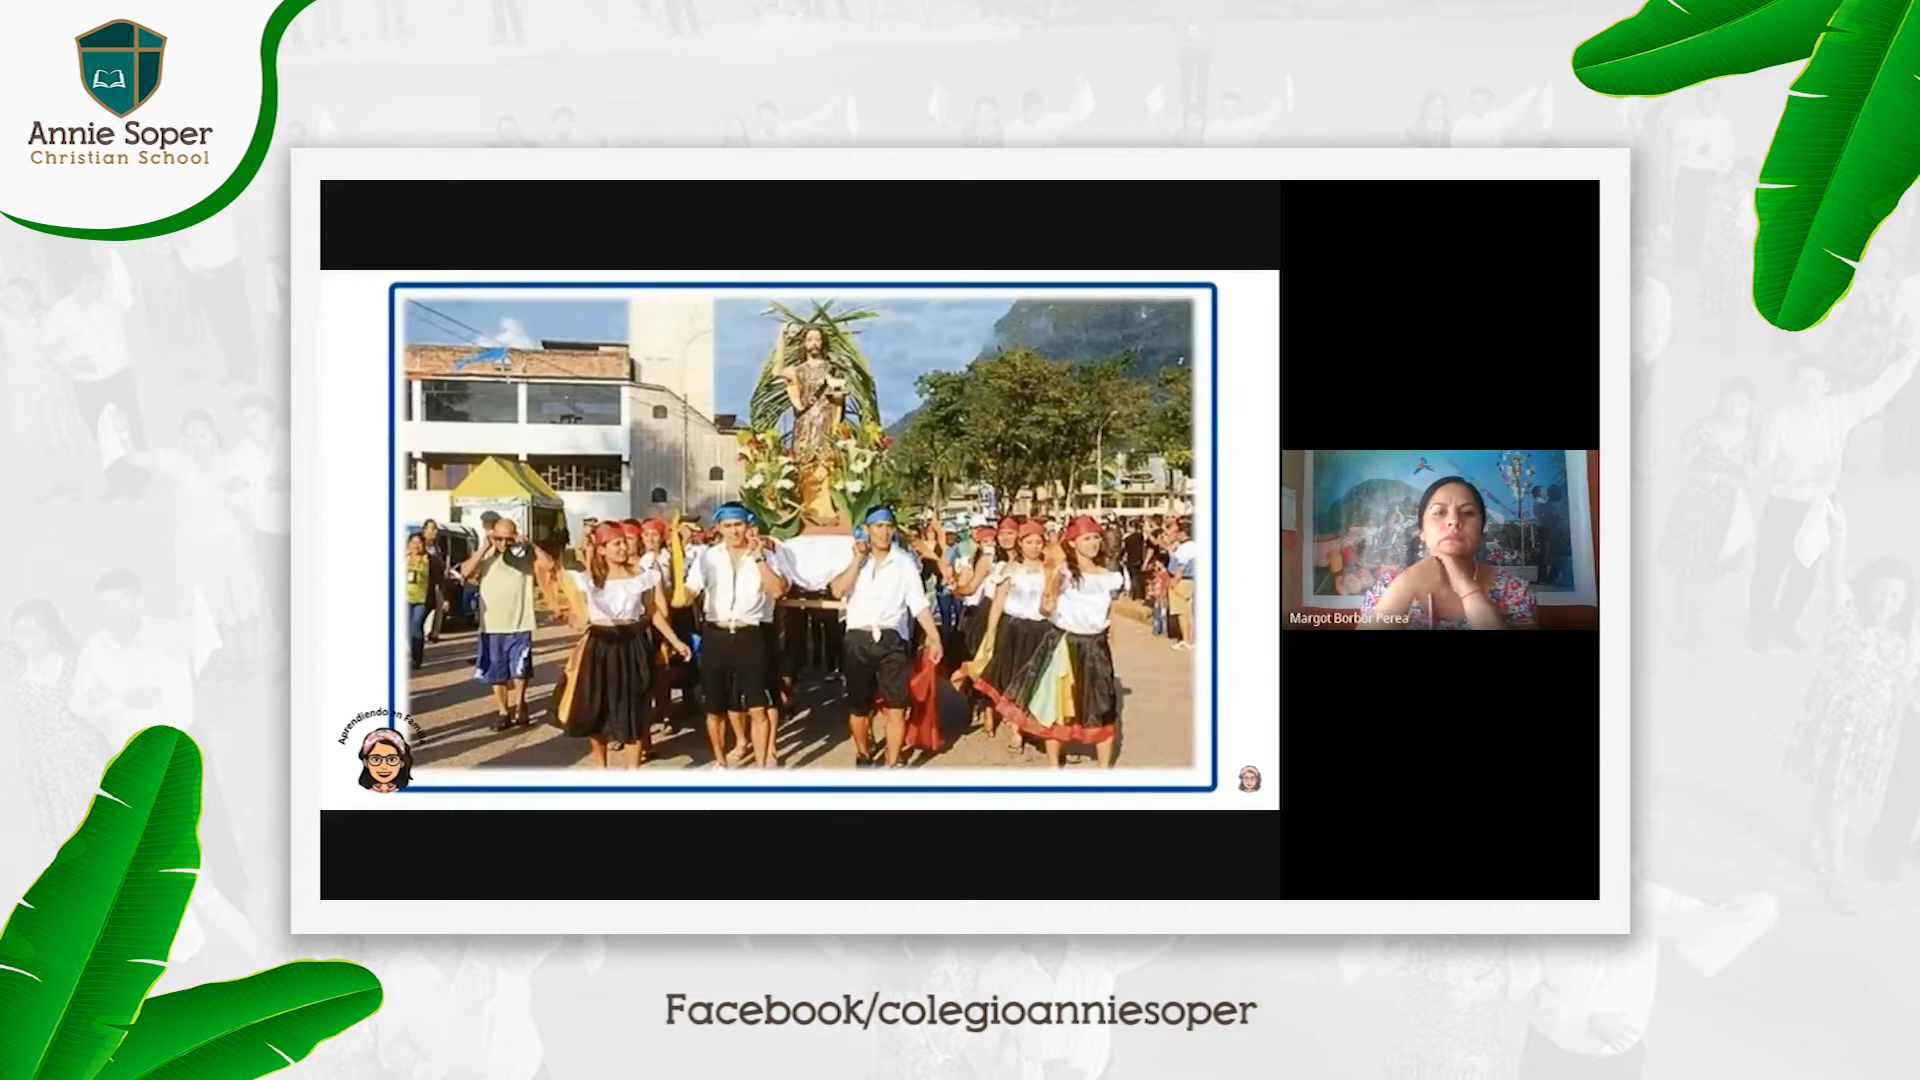 Annie Soper
Christian School
Aprendiendo en Familia
Margot Borbor Perea
Facebook/colegioanniesoper